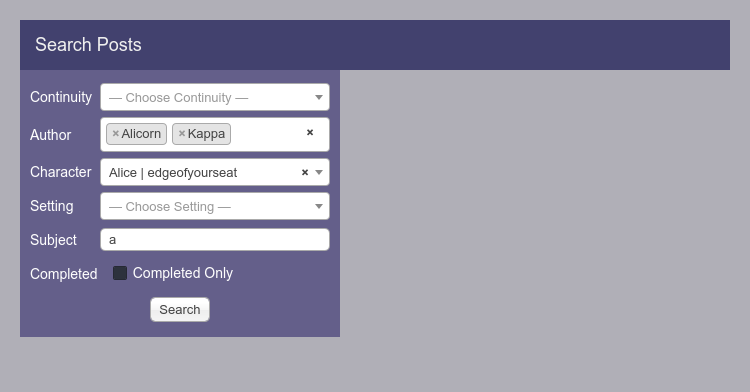 Search Posts
Continuity — Choose Continuity —
Author ×Alicorn ×Kappa ×
Character Alice | edgeofyourseat ×
Setting — Choose Setting —
Subject a
Completed Completed Only
Search